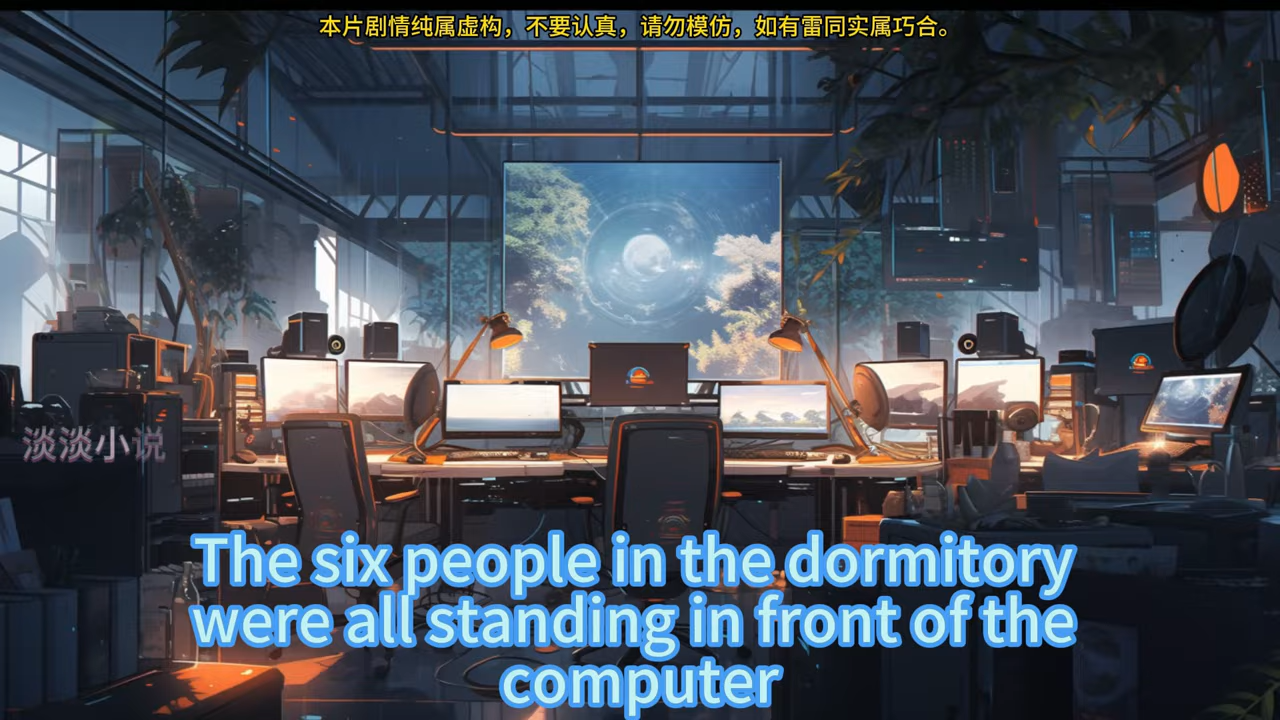 本片剧情纯属虚构，不要认真，请勿模仿，如有雷同实属巧合。
淡淡小说
The six people in the dormitory
were all standing in front of the
computer